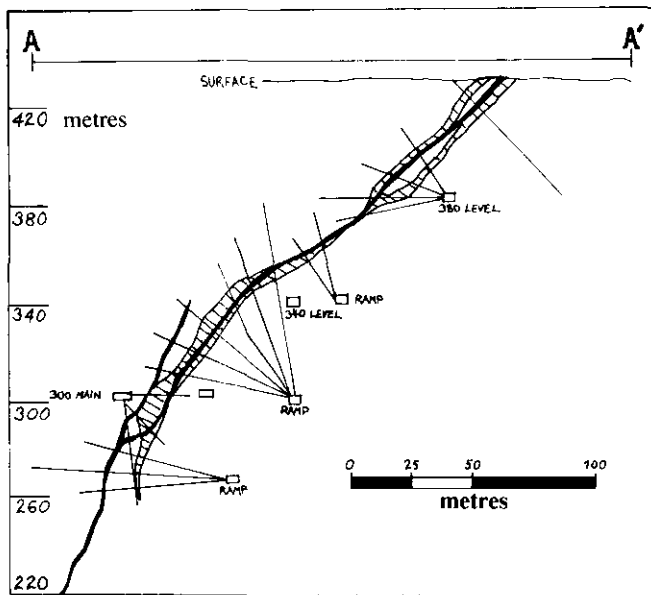 A A'
SURFACE
420 metres
380
380 LEVEL
340
340 LEVEL
RAMP
300 MAIN
300
RAMP
RAMP
260
220
0 25 50 100
metres